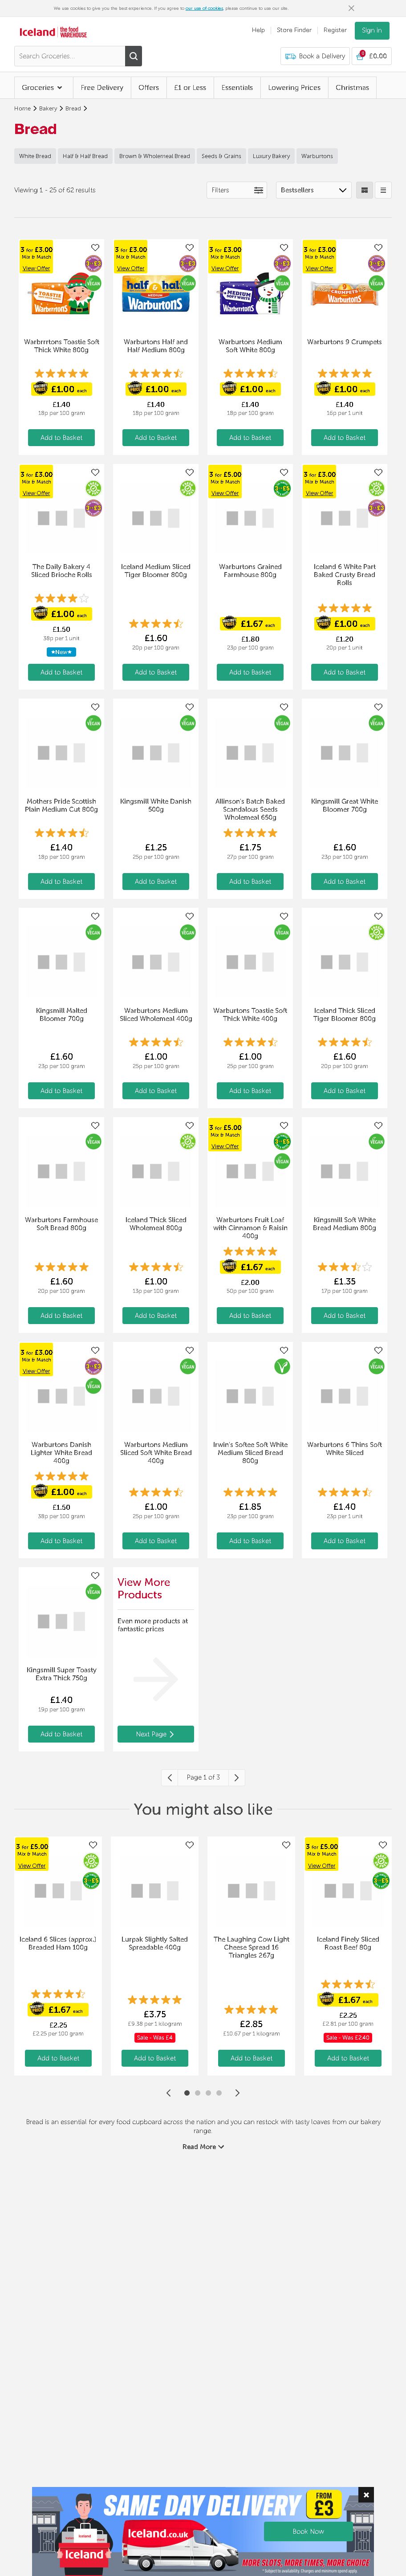 We use cookies to give you the best experience. If you agree to our use of cookies, please continue to use our site.
Iceland the FOOD WAREHOUSE
Help
Store Finder
Register
Sign In
Search Groceries ...
Book a Delivery
0
£0.00
Groceries
Free Delivery
Offers
£1 or Less
Essentials
Lowering Prices
Christmas
Home > Bakery > Bread >
Bread
White Bread
Half & Half Bread
Brown & Wholemeal Bread
Seeds & Grains
Luxury Bakery
Warburtons
Viewing 1 - 25 of 62 results
Filters
Bestsellers
3 for £3.00
Mix & Match
View Offer
Warbrrrtons Toastie Soft
Thick White 800g
£1.00 each
£1.40
18p per 100 gram
Add to Basket
3 for £3.00
Mix & Match
View Offer
Warburtons Half and
Half Medium 800g
£1.00 each
£1.40
18p per 100 gram
Add to Basket
3 for £3.00
Mix & Match
View Offer
Warburtons Medium
Soft White 800g
£1.00 each
£1.40
18p per 100 gram
Add to Basket
3 for £3.00
Mix & Match
View Offer
Warburtons 9 Crumpets
£1.00 each
£1.40
16p per 1 unit
Add to Basket
3 for £3.00
Mix & Match
View Offer
The Daily Bakery 4
Sliced Brioche Rolls
£1.00 each
£1.50
38p per 1 unit
★New★
Add to Basket
Iceland Medium Sliced
Tiger Bloomer 800g
£1.60
20p per 100 gram
Add to Basket
3 for £5.00
Mix & Match
View Offer
Warburtons Grained
Farmhouse 800g
£1.67 each
£1.80
23p per 100 gram
Add to Basket
3 for £3.00
Mix & Match
View Offer
Iceland 6 White Part
Baked Crusty Bread
Rolls
£1.00 each
£1.20
20p per 1 unit
Add to Basket
VEGAN
Mothers Pride Scottish
Plain Medium Cut 800g
£1.40
18p per 100 gram
Add to Basket
VEGAN
Kingsmill White Danish
500g
£1.25
25p per 100 gram
Add to Basket
VEGAN
Allinson's Batch Baked
Scandalous Seeds
Wholemeal 650g
£1.75
27p per 100 gram
Add to Basket
VEGAN
Kingsmill Great White
Bloomer 700g
£1.60
23p per 100 gram
Add to Basket
VEGAN
Kingsmill Malted
Bloomer 700g
£1.60
23p per 100 gram
Add to Basket
VEGAN
Warburtons Medium
Sliced Wholemeal 400g
£1.00
25p per 100 gram
Add to Basket
VEGAN
Warburtons Toastie Soft
Thick White 400g
£1.00
25p per 100 gram
Add to Basket
Iceland Thick Sliced
Tiger Bloomer 800g
£1.60
20p per 100 gram
Add to Basket
VEGAN
Warburtons Farmhouse
Soft Bread 800g
£1.60
20p per 100 gram
Add to Basket
Iceland Thick Sliced
Wholemeal 800g
£1.00
13p per 100 gram
Add to Basket
3 for £5.00
Mix & Match
View Offer
VEGAN
Warburtons Fruit Loaf
with Cinnamon & Raisin
400g
£1.67 each
£2.00
50p per 100 gram
Add to Basket
VEGAN
Kingsmill Soft White
Bread Medium 800g
£1.35
17p per 100 gram
Add to Basket
3 for £3.00
Mix & Match
View Offer
VEGAN
Warburtons Danish
Lighter White Bread
400g
£1.00 each
£1.50
38p per 100 gram
Add to Basket
VEGAN
Warburtons Medium
Sliced Soft White Bread
400g
£1.00
25p per 100 gram
Add to Basket
Irwin's Softee Soft White
Medium Sliced Bread
800g
£1.85
23p per 100 gram
Add to Basket
VEGAN
Warburtons 6 Thins Soft
White Sliced
£1.40
23p per 1 unit
Add to Basket
VEGAN
Kingsmill Super Toasty
Extra Thick 750g
£1.40
19p per 100 gram
Add to Basket
View More
Products
Even more products at
fantastic prices
Next Page
Page 1 of 3
You might also like
3 for £5.00
Mix & Match
View Offer
Iceland 6 Slices (approx.)
Breaded Ham 100g
£1.67 each
£2.25
£2.25 per 100 gram
Add to Basket
Lurpak Slightly Salted
Spreadable 400g
£3.75
£9.38 per 1 kilogram
Sale - Was £4
Add to Basket
The Laughing Cow Light
Cheese Spread 16
Triangles 267g
£2.85
£10.67 per 1 kilogram
Add to Basket
3 for £5.00
Mix & Match
View Offer
Iceland Finely Sliced
Roast Beef 80g
£1.67 each
£2.25
£2.81 per 100 gram
Sale - Was £2.40
Add to Basket
Bread is an essential for every food cupboard across the nation and you can restock with tasty loaves from our bakery
range.
Read More
SAME DAY DELIVERY
FROM
£3
Book Now
Iceland
Iceland.co.uk
MORE SLOTS. MORE TIMES. MORE CHOICE